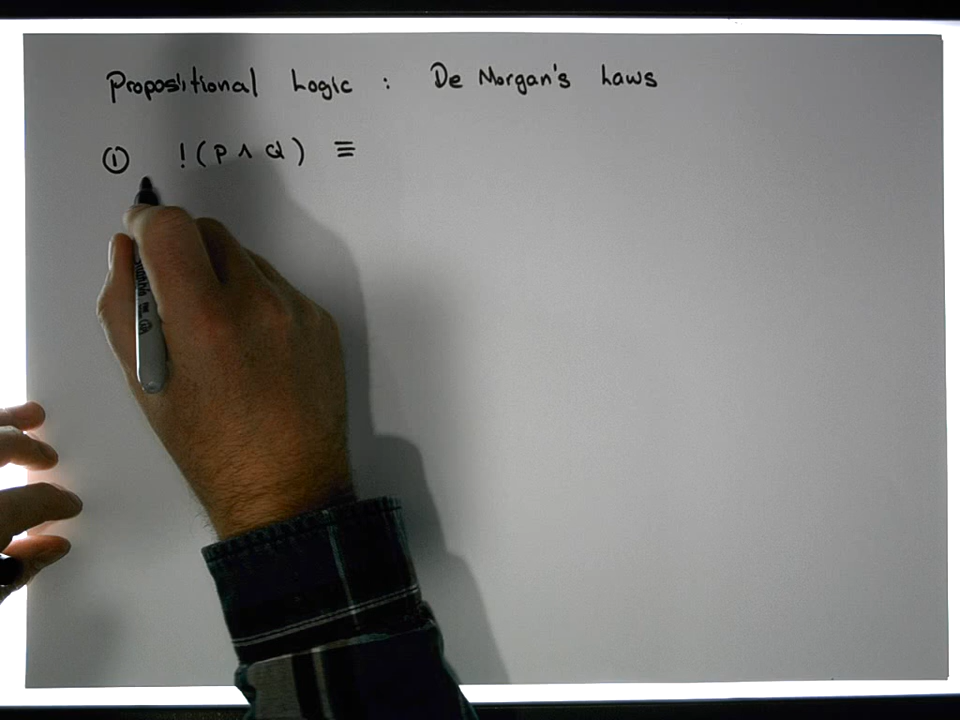 Propositional Logic : De Morgan's Laws
① !(P ∧ Q) ≡